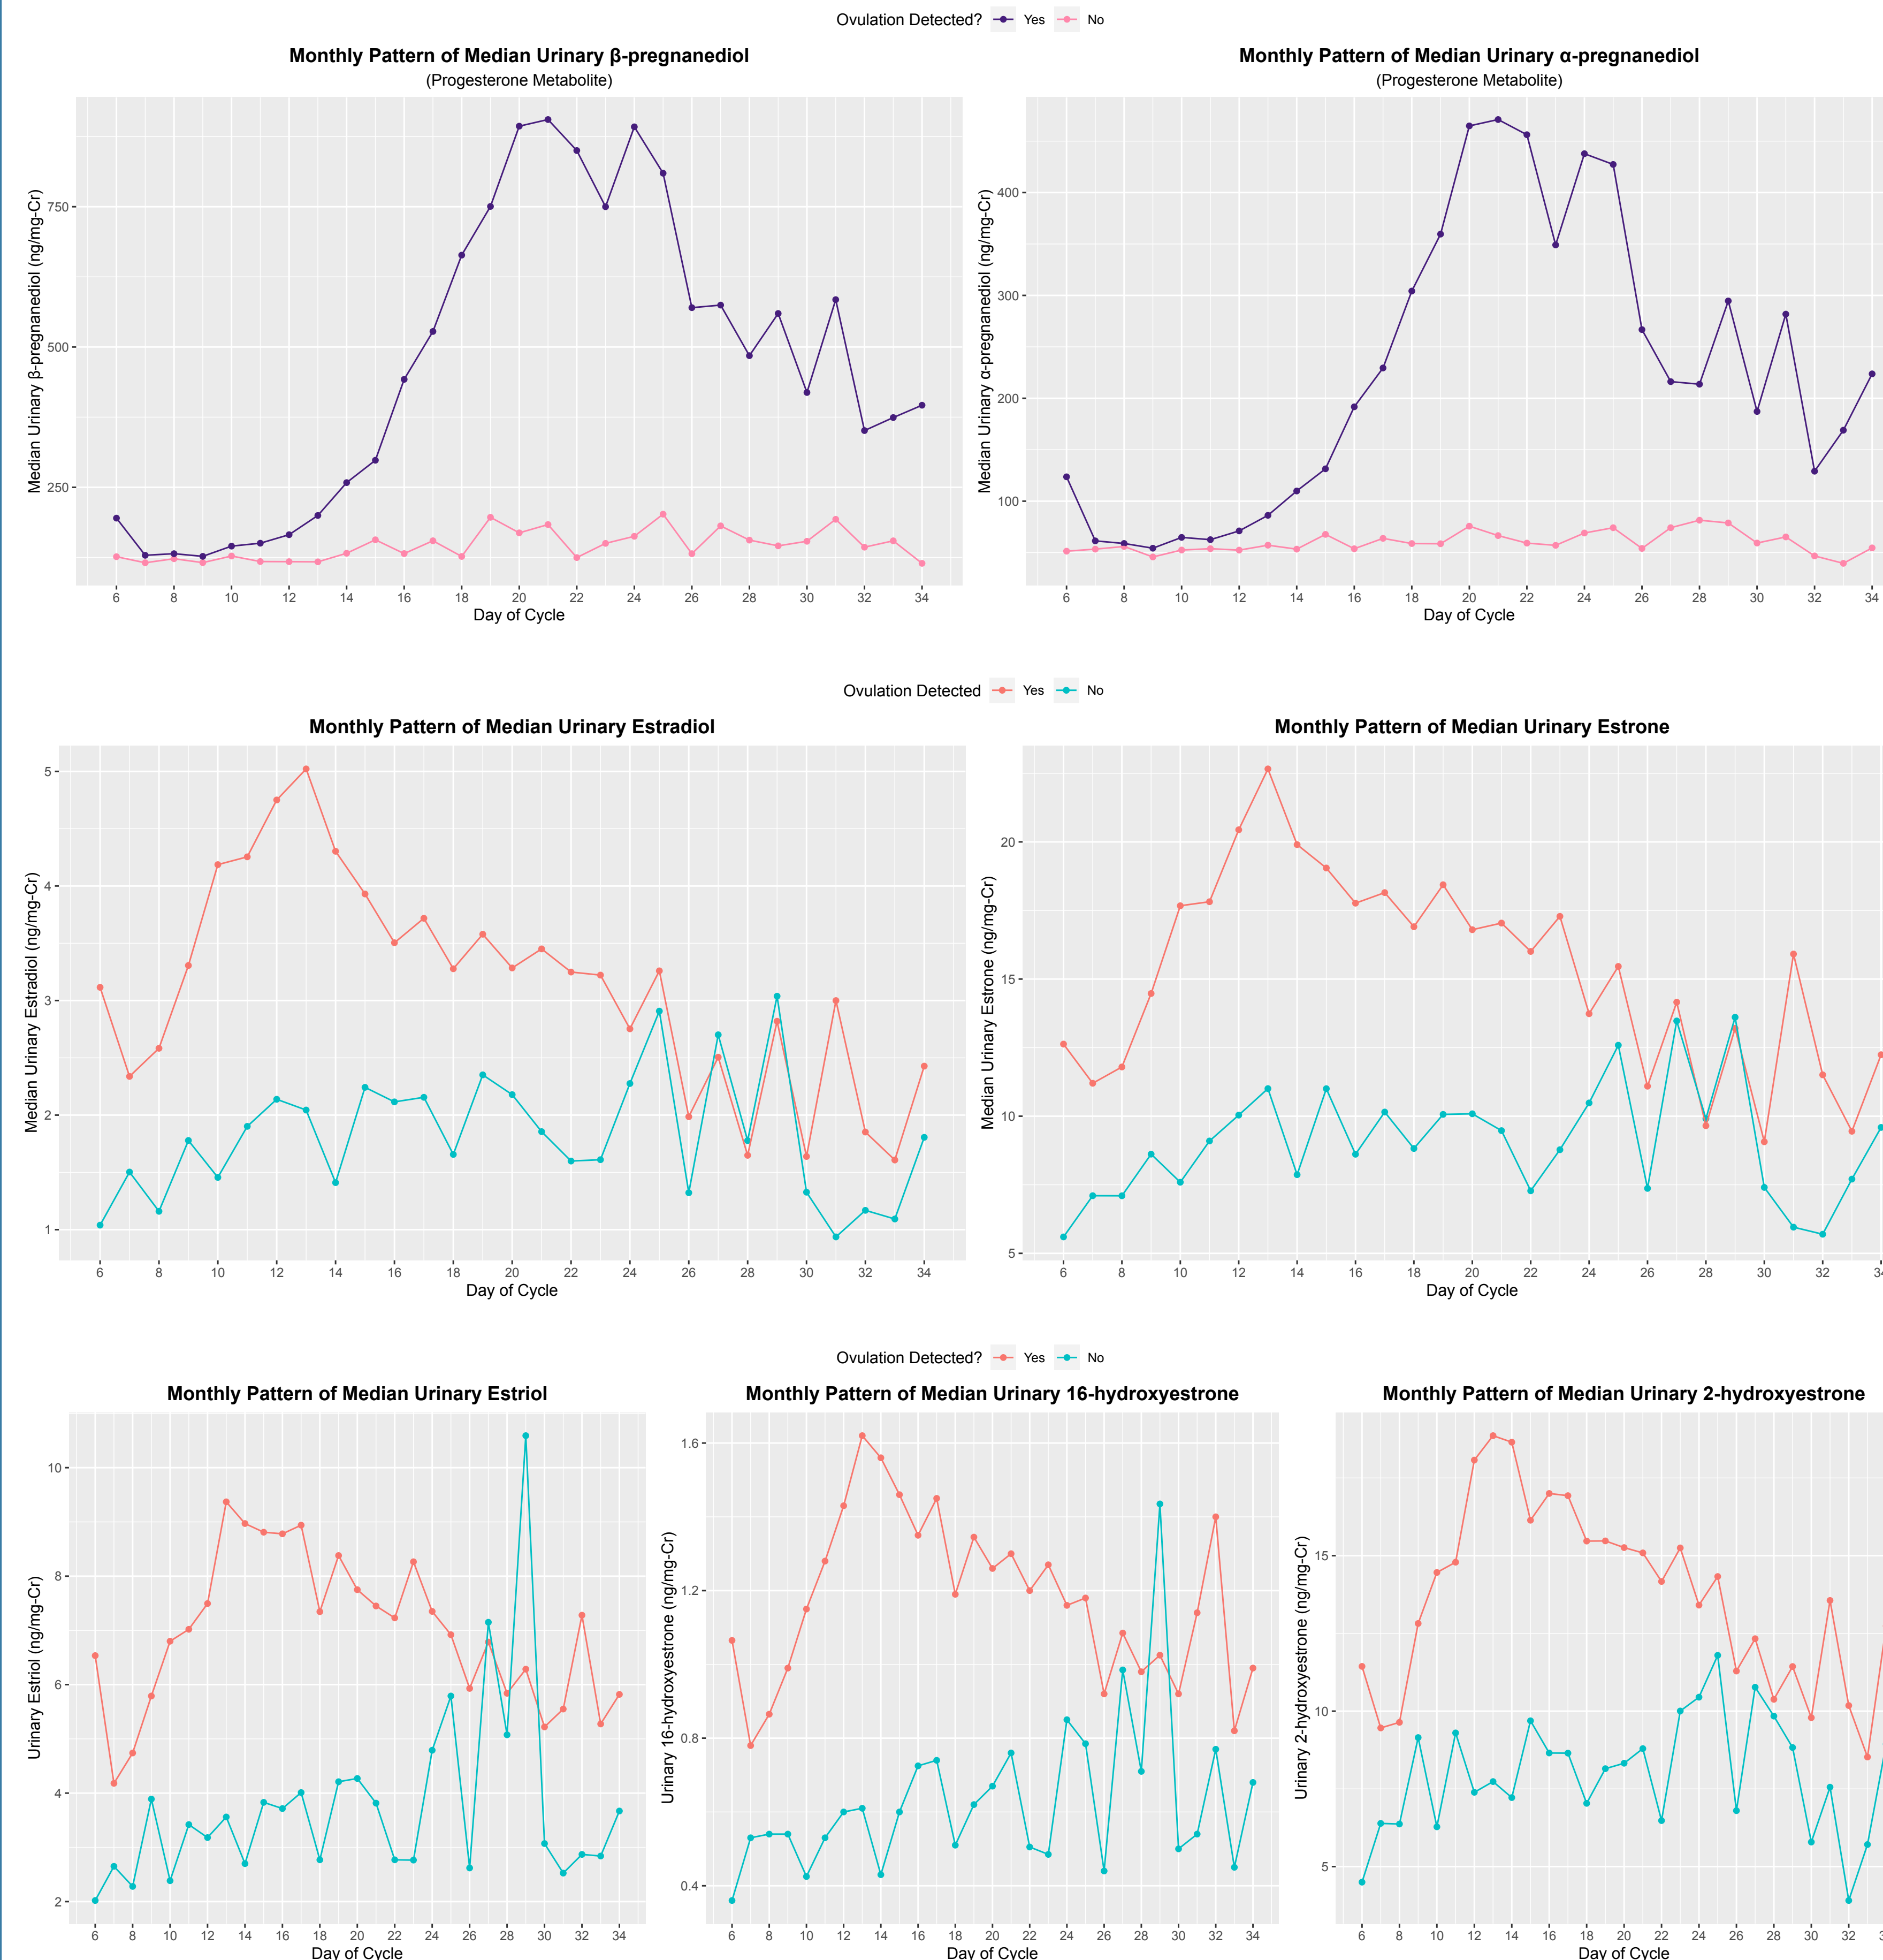 Ovulation Detected? Yes No
Monthly Pattern of Median Urinary β-pregnanediol
(Progesterone Metabolite)
Median Urinary β-pregnanediol (ng/mg-Cr)
750
500
250
6 8 10 12 14 16 18 20 22 24 26 28 30 32 34
Day of Cycle
Monthly Pattern of Median Urinary α-pregnanediol
(Progesterone Metabolite)
Median Urinary α-pregnanediol (ng/mg-Cr)
400
300
200
100
6 8 10 12 14 16 18 20 22 24 26 28 30 32 34
Day of Cycle
Ovulation Detected Yes No
Monthly Pattern of Median Urinary Estradiol
Median Urinary Estradiol (ng/mg-Cr)
5
4
3
2
1
6 8 10 12 14 16 18 20 22 24 26 28 30 32 34
Day of Cycle
Monthly Pattern of Median Urinary Estrone
Median Urinary Estrone (ng/mg-Cr)
20
15
10
5
6 8 10 12 14 16 18 20 22 24 26 28 30 32 34
Day of Cycle
Ovulation Detected? Yes No
Monthly Pattern of Median Urinary Estriol
Urinary Estriol (ng/mg-Cr)
10
8
6
4
2
6 8 10 12 14 16 18 20 22 24 26 28 30 32 34
Day of Cycle
Monthly Pattern of Median Urinary 16-hydroxyestrone
Urinary 16-hydroxyestrone (ng/mg-Cr)
1.6
1.2
0.8
0.4
6 8 10 12 14 16 18 20 22 24 26 28 30 32 34
Day of Cycle
Monthly Pattern of Median Urinary 2-hydroxyestrone
Urinary 2-hydroxyestrone (ng/mg-Cr)
15
10
5
6 8 10 12 14 16 18 20 22 24 26 28 30 32
Day of Cycle